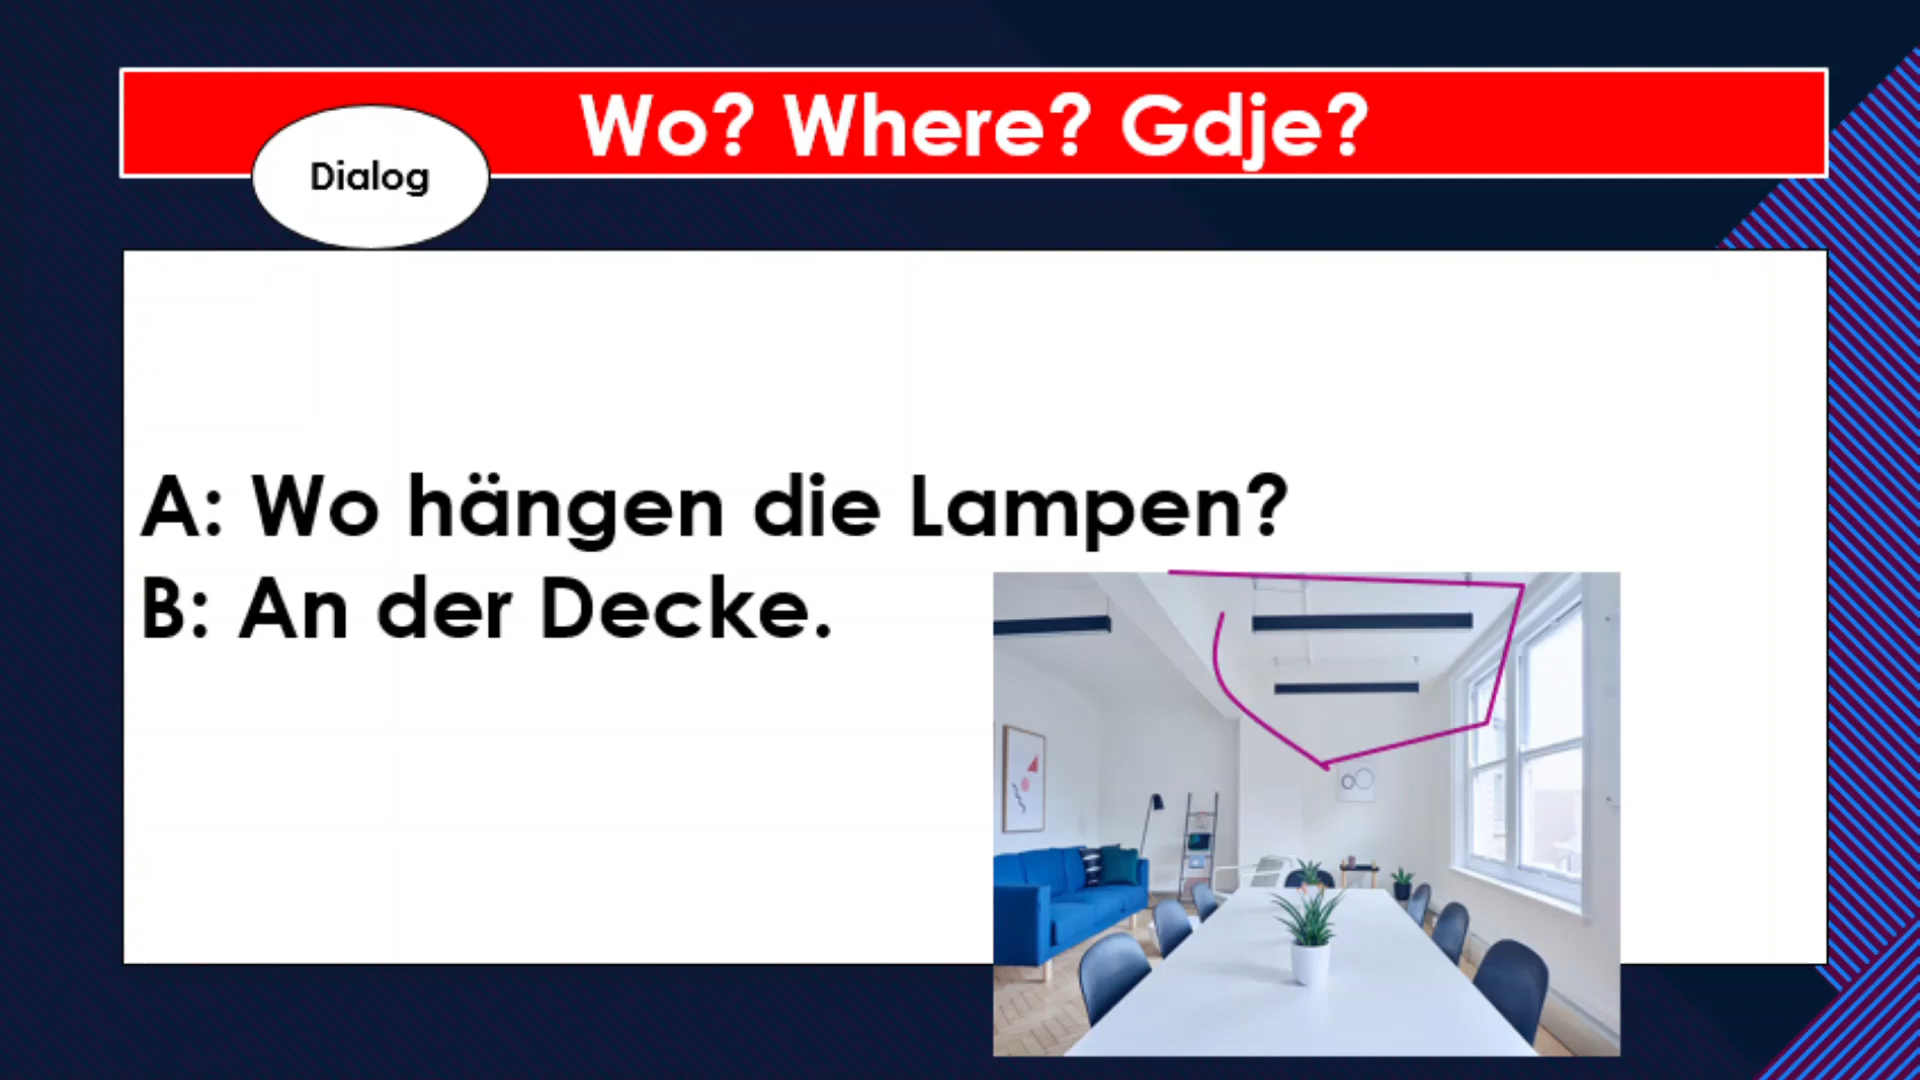 Wo? Where? Gdje?
Dialog
A: Wo hängen die Lampen?
B: An der Decke.